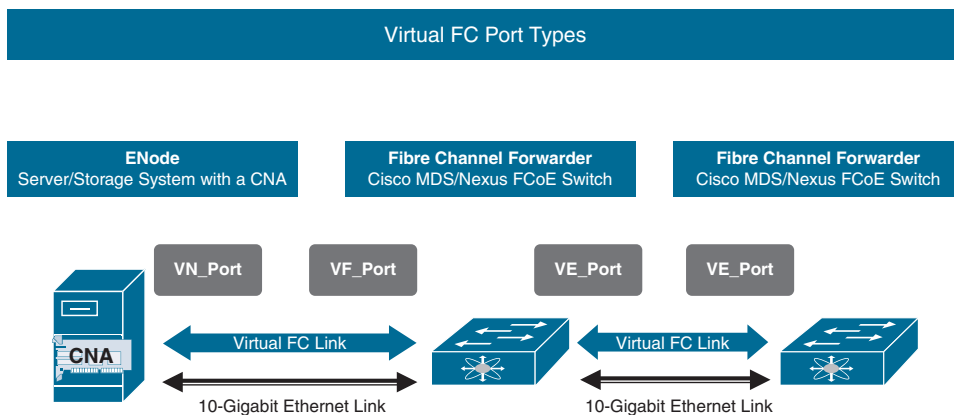 Virtual FC Port Types
ENode
Server/Storage System with a CNA
Fibre Channel Forwarder
Cisco MDS/Nexus FCoE Switch
Fibre Channel Forwarder
Cisco MDS/Nexus FCoE Switch
VN_Port
VF_Port
VE_Port
VE_Port
CNA
Virtual FC Link
Virtual FC Link
10-Gigabit Ethernet Link
10-Gigabit Ethernet Link